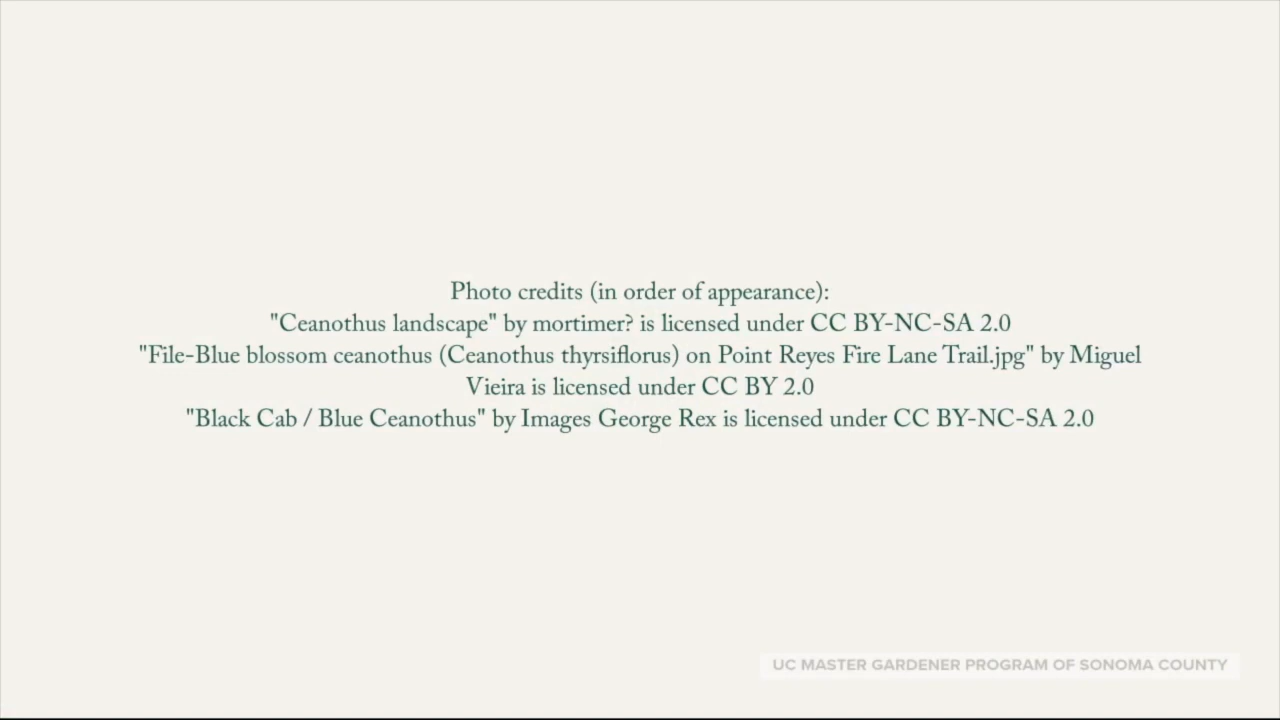 Photo credits (in order of appearance):
"Ceanothus landscape" by mortimer? is licensed under CC BY-NC-SA 2.0
"File-Blue blossom ceanothus (Ceanothus thyrsiflorus) on Point Reyes Fire Lane Trail.jpg" by Miguel
Vieira is licensed under CC BY 2.0
"Black Cab / Blue Ceanothus" by Images George Rex is licensed under CC BY-NC-SA 2.0
UC MASTER GARDENER PROGRAM OF SONOMA COUNTY